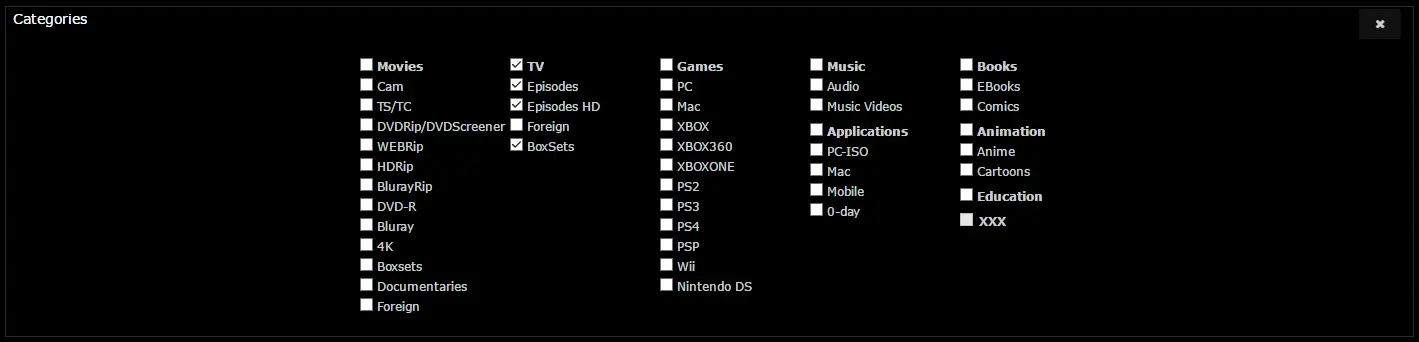 Categories
Movies
Cam
TS/TC
DVDRip/DVDScreener
WEBRip
HDRip
BlurayRip
DVD-R
Bluray
4K
Boxsets
Documentaries
Foreign
TV
Episodes
Episodes HD
Foreign
BoxSets
Games
PC
Mac
XBOX
XBOX360
XBOXONE
PS2
PS3
PS4
PSP
Wii
Nintendo DS
Music
Audio
Music Videos
Applications
PC-ISO
Mac
Mobile
0-day
Books
EBooks
Comics
Animation
Anime
Cartoons
Education
XXX